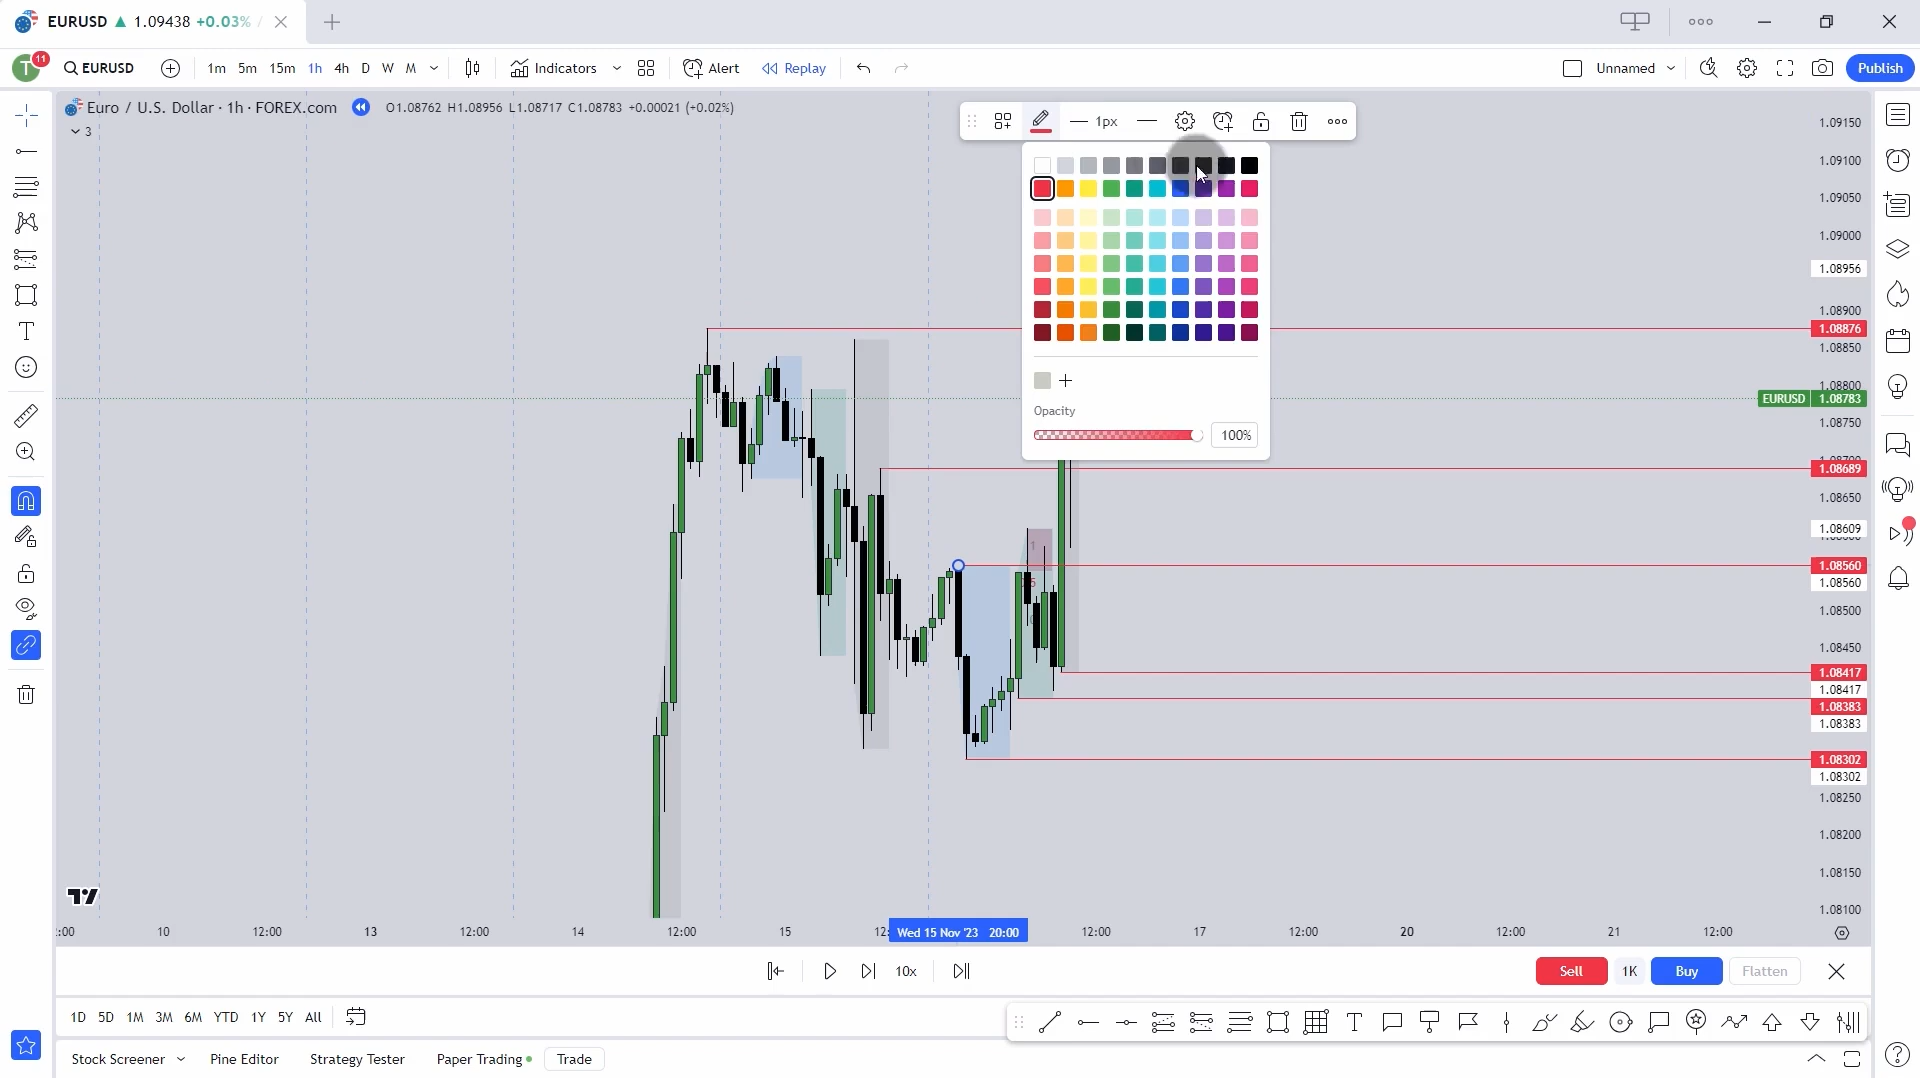 EURUSD ▲ 1.09438 +0.03% /
T 11 EURUSD 1m 5m 15m 1h 4h D W M Indicators Alert Replay Unnamed Publish
Euro / U.S. Dollar · 1h · FOREX.com O1.08762 H1.08956 L1.08717 C1.08783 +0.00021 (+0.02%)
3
1px
Opacity
100%
1.09150
1.09100
1.09050
1.09000
1.08956
1.08900
1.08876
1.08850
1.08800
EURUSD 1.08783
1.08750
1.08689
1.08650
1.08609
1.08560
1.08560
1.08500
1.08450
1.08417
1.08417
1.08383
1.08383
1.08302
1.08302
1.08250
1.08200
1.08150
1.08100
:00 10 12:00 13 12:00 14 12:00 15 12: Wed 15 Nov '23 20:00 12:00 17 12:00 20 12:00 21 12:00
10x Sell 1K Buy Flatten
1D 5D 1M 3M 6M YTD 1Y 5Y All
Stock Screener Pine Editor Strategy Tester Paper Trading Trade